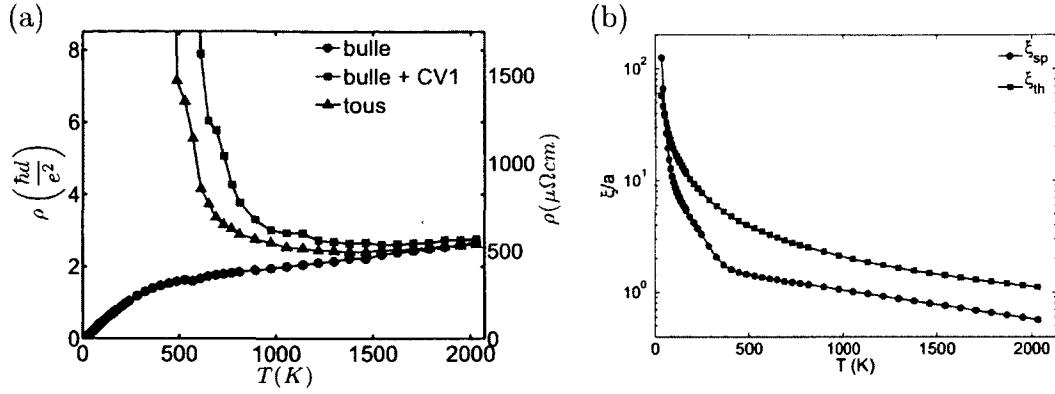 (a)
8
6
4
2
0
ρ (ħd/e²)
bulle
bulle + CV1
tous
1500
1000
500
0
ρ(μΩcm)
0 500 1000 1500 2000
T(K)
(b)
10²
10¹
10⁰
ξ/a
ξsp
ξth
0 500 1000 1500 2000
T (K)